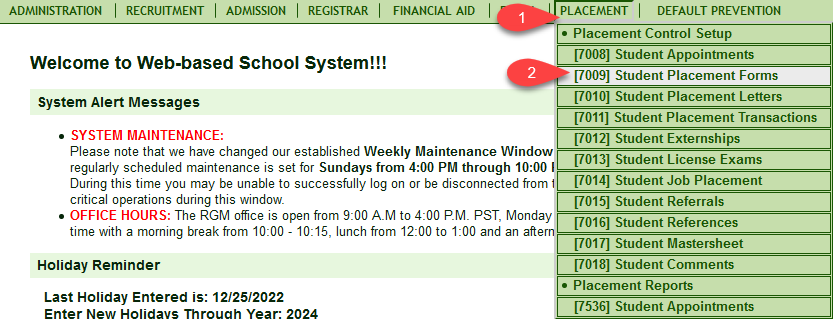 ADMINISTRATION RECRUITMENT ADMISSION REGISTRAR FINANCIAL AID PLACEMENT DEFAULT PREVENTION
1
Placement Control Setup
[7008] Student Appointments
2
[7009] Student Placement Forms
[7010] Student Placement Letters
[7011] Student Placement Transactions
[7012] Student Externships
[7013] Student License Exams
[7014] Student Job Placement
[7015] Student Referrals
[7016] Student References
[7017] Student Mastersheet
[7018] Student Comments
Placement Reports
[7536] Student Appointments
Welcome to Web-based School System!!!
System Alert Messages
• SYSTEM MAINTENANCE:
Please note that we have changed our established Weekly Maintenance Window
regularly scheduled maintenance is set for Sundays from 4:00 PM through 10:00
During this time you may be unable to successfully log on or be disconnected from
critical operations during this window.
• OFFICE HOURS: The RGM office is open from 9:00 A.M to 4:00 P.M. PST, Monday
time with a morning break from 10:00 - 10:15, lunch from 12:00 to 1:00 and an
Holiday Reminder
Last Holiday Entered is: 12/25/2022
Enter New Holidays Through Year: 2024